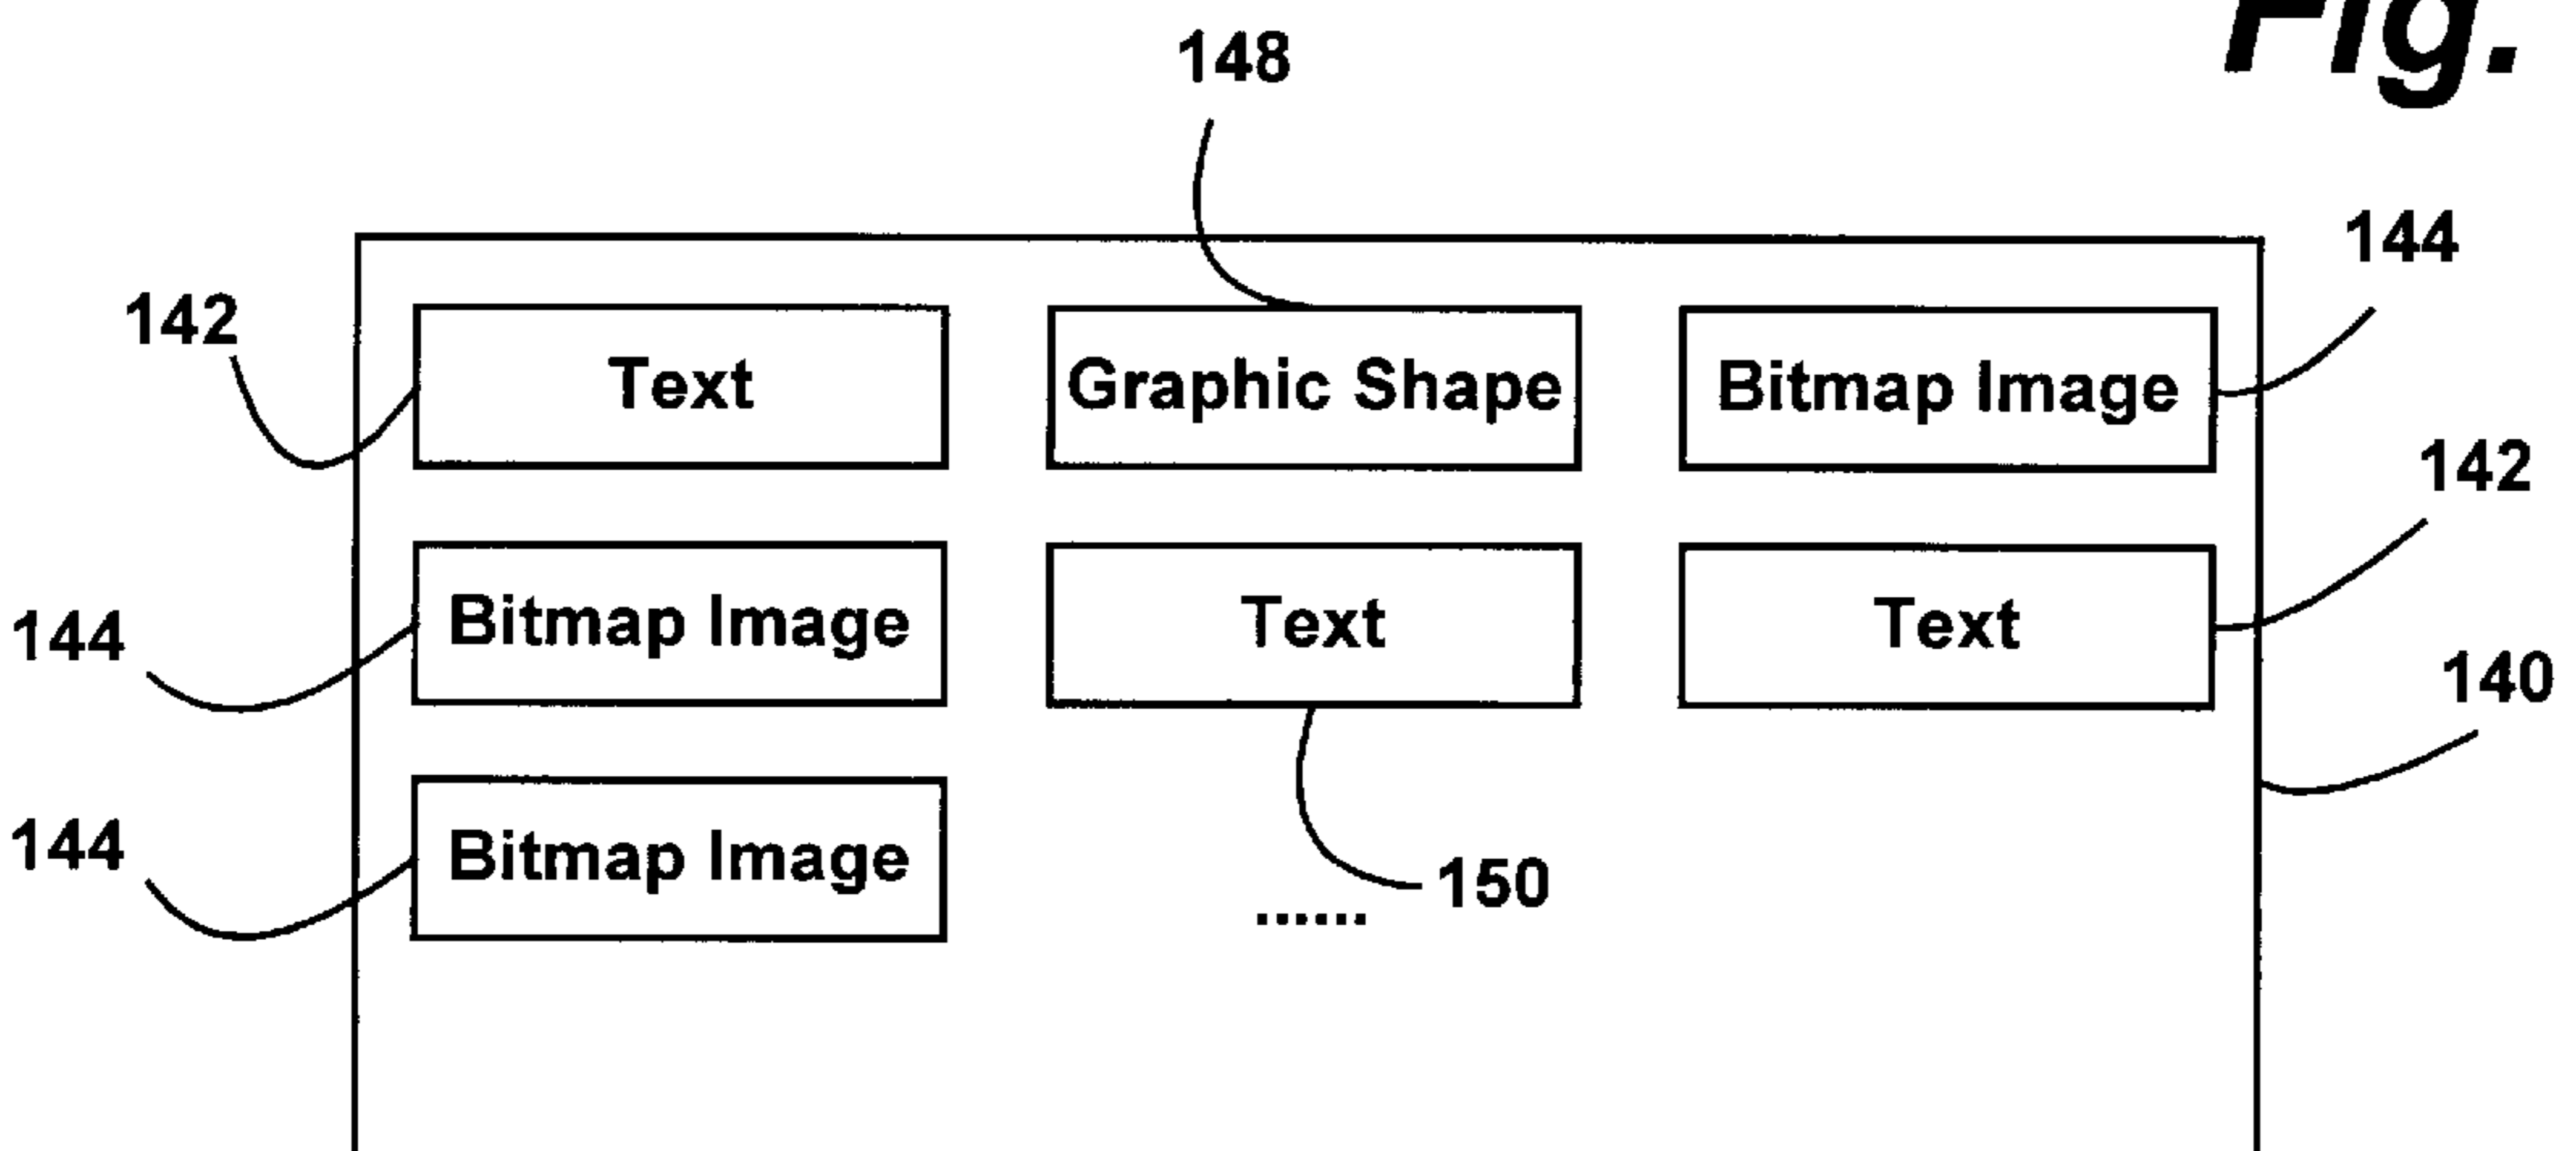 Fig.
148
144
142
Text
Graphic Shape
Bitmap Image
142
144
Bitmap Image
Text
Text
140
144
Bitmap Image
150
......